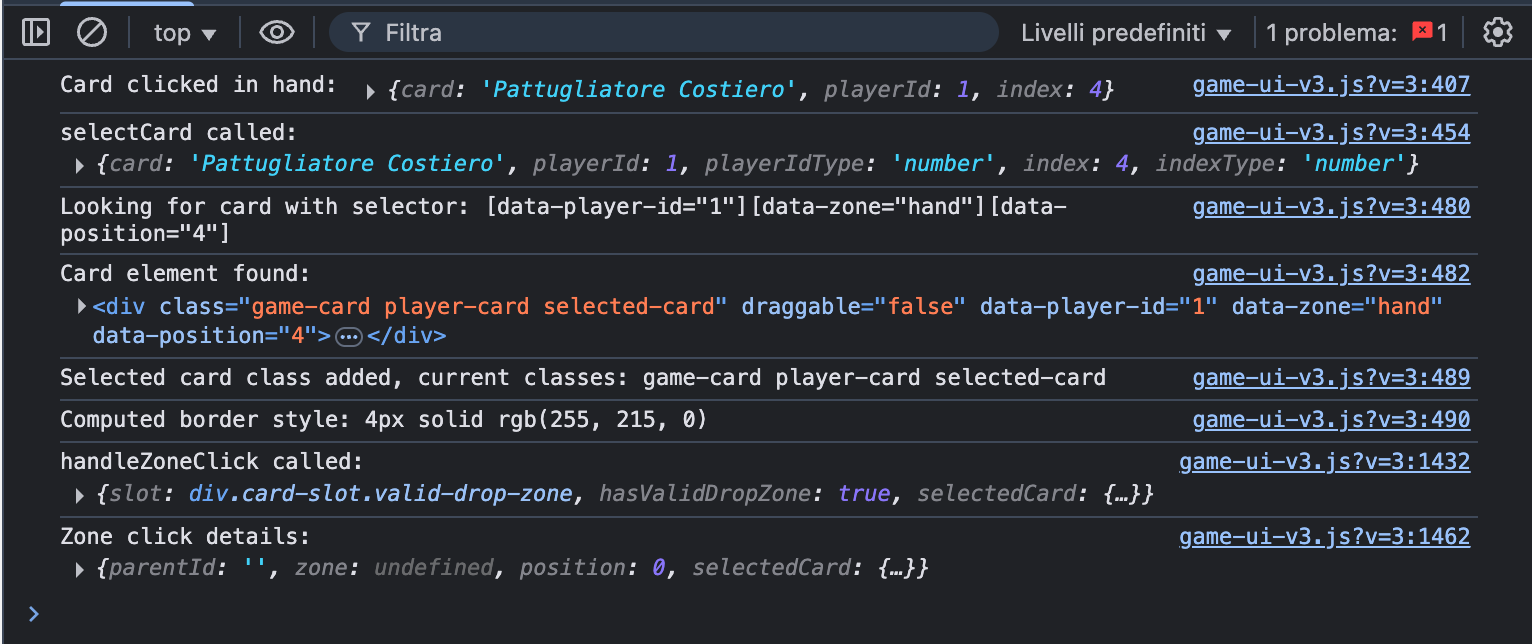 top ▼ Filtra Livelli predefiniti ▼ 1 problema: 1
Card clicked in hand: ▶ {card: 'Pattugliatore Costiero', playerId: 1, index: 4} game-ui-v3.js?v=3:407
selectCard called: game-ui-v3.js?v=3:454
▶ {card: 'Pattugliatore Costiero', playerId: 1, playerIdType: 'number', index: 4, indexType: 'number'}
Looking for card with selector: [data-player-id="1"][data-zone="hand"][data- game-ui-v3.js?v=3:480
position="4"]
Card element found: game-ui-v3.js?v=3:482
▶ <div class="game-card player-card selected-card" draggable="false" data-player-id="1" data-zone="hand"
data-position="4">…</div>
Selected card class added, current classes: game-card player-card selected-card game-ui-v3.js?v=3:489
Computed border style: 4px solid rgb(255, 215, 0) game-ui-v3.js?v=3:490
handleZoneClick called: game-ui-v3.js?v=3:1432
▶ {slot: div.card-slot.valid-drop-zone, hasValidDropZone: true, selectedCard: {…}}
Zone click details: game-ui-v3.js?v=3:1462
▶ {parentId: '', zone: undefined, position: 0, selectedCard: {…}}